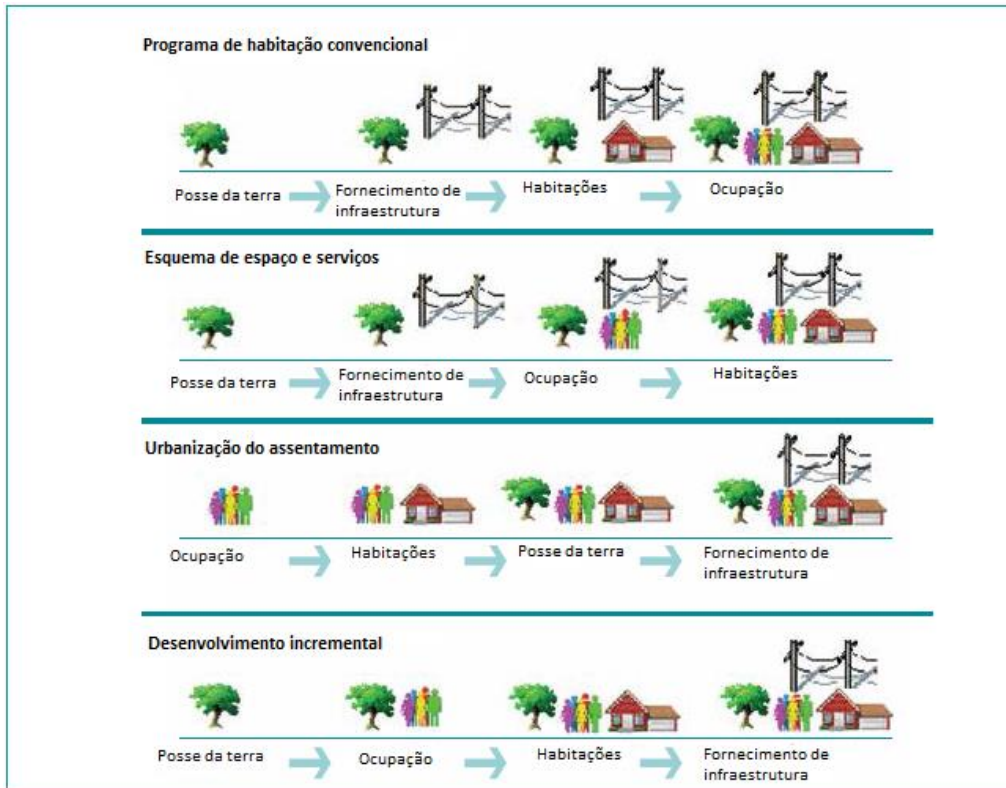 Programa de habitação convencional
Posse da terra
Fornecimento de
infraestrutura
Habitações
Ocupação
Esquema de espaço e serviços
Posse da terra
Fornecimento de
infraestrutura
Ocupação
Habitações
Urbanização do assentamento
Ocupação
Habitações
Posse da terra
Fornecimento de
infraestrutura
Desenvolvimento incremental
Posse da terra
Ocupação
Habitações
Fornecimento de
infraestrutura